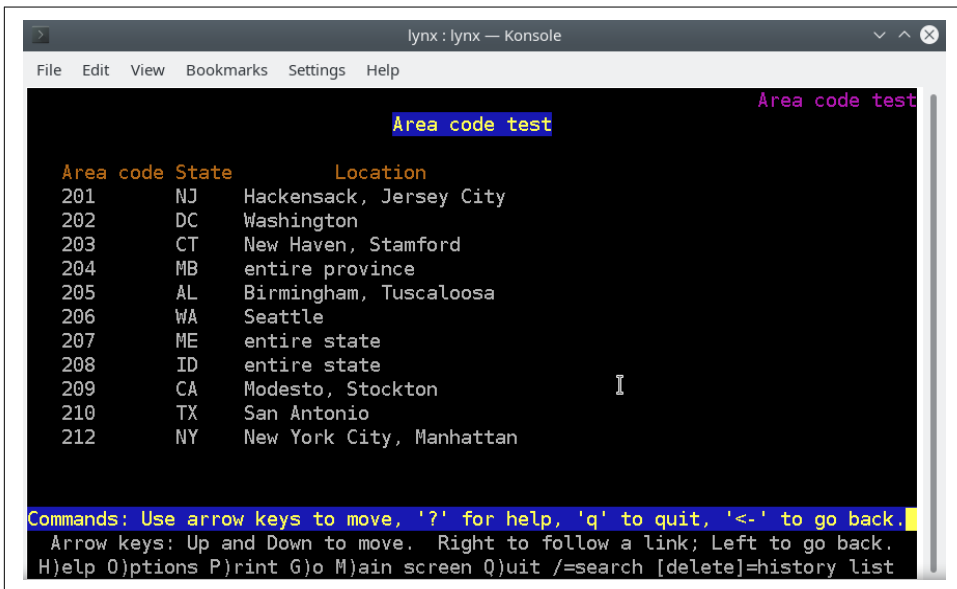 lynx : lynx — Konsole
File Edit View Bookmarks Settings Help
Area code test
Area code test
Area code State Location
201 NJ Hackensack, Jersey City
202 DC Washington
203 CT New Haven, Stamford
204 MB entire province
205 AL Birmingham, Tuscaloosa
206 WA Seattle
207 ME entire state
208 ID entire state
209 CA Modesto, Stockton
210 TX San Antonio
212 NY New York City, Manhattan
Commands: Use arrow keys to move, '?' for help, 'q' to quit, '<-' to go back.
Arrow keys: Up and Down to move. Right to follow a link; Left to go back.
H)elp O)ptions P)rint G)o M)ain screen Q)uit /=search [delete]=history list